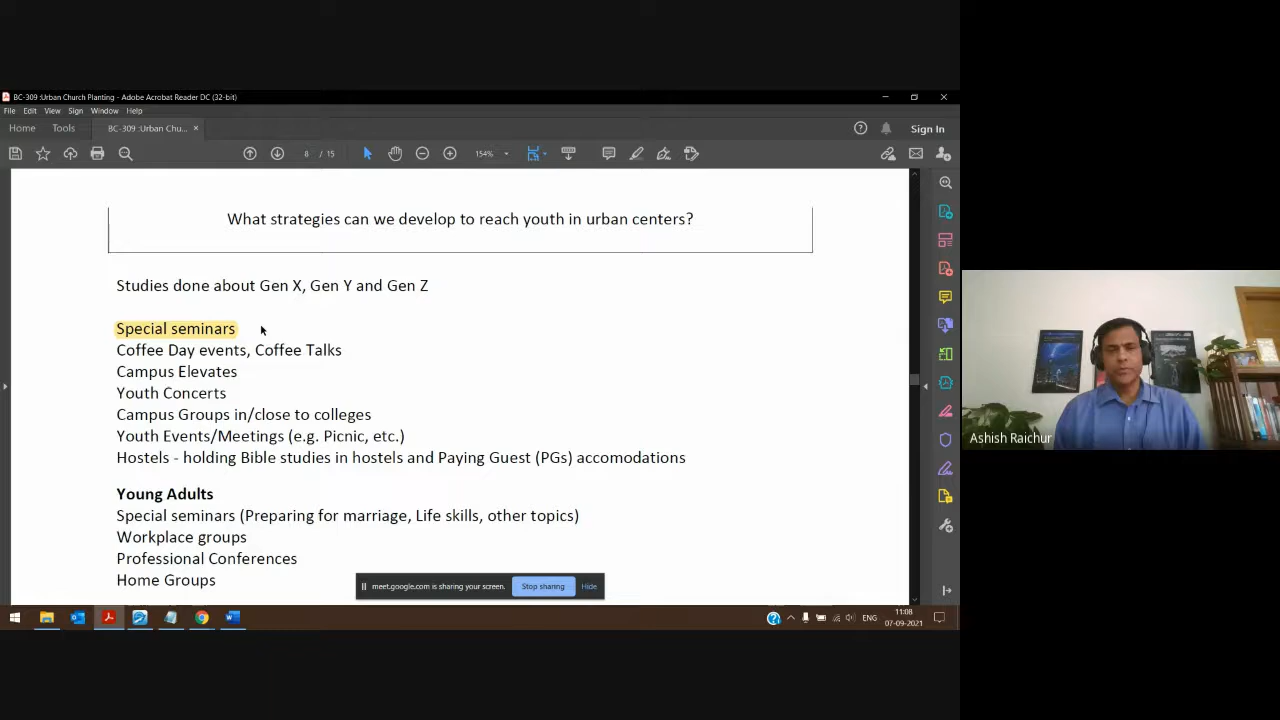 BC-309 :Urban Church Planting - Adobe Acrobat Reader DC (32-bit)
File Edit View Sign Window Help
Home Tools BC-309 :Urban Chu... × Sign In
8 / 15 154%
What strategies can we develop to reach youth in urban centers?
Studies done about Gen X, Gen Y and Gen Z
Special seminars
Coffee Day events, Coffee Talks
Campus Elevates
Youth Concerts
Campus Groups in/close to colleges
Youth Events/Meetings (e.g. Picnic, etc.)
Hostels - holding Bible studies in hostels and Paying Guest (PGs) accomodations
Young Adults
Special seminars (Preparing for marriage, Life skills, other topics)
Workplace groups
Professional Conferences
Home Groups
meet.google.com is sharing your screen. Stop sharing Hide
ENG
11:08
07-09-2021
Ashish Raichur